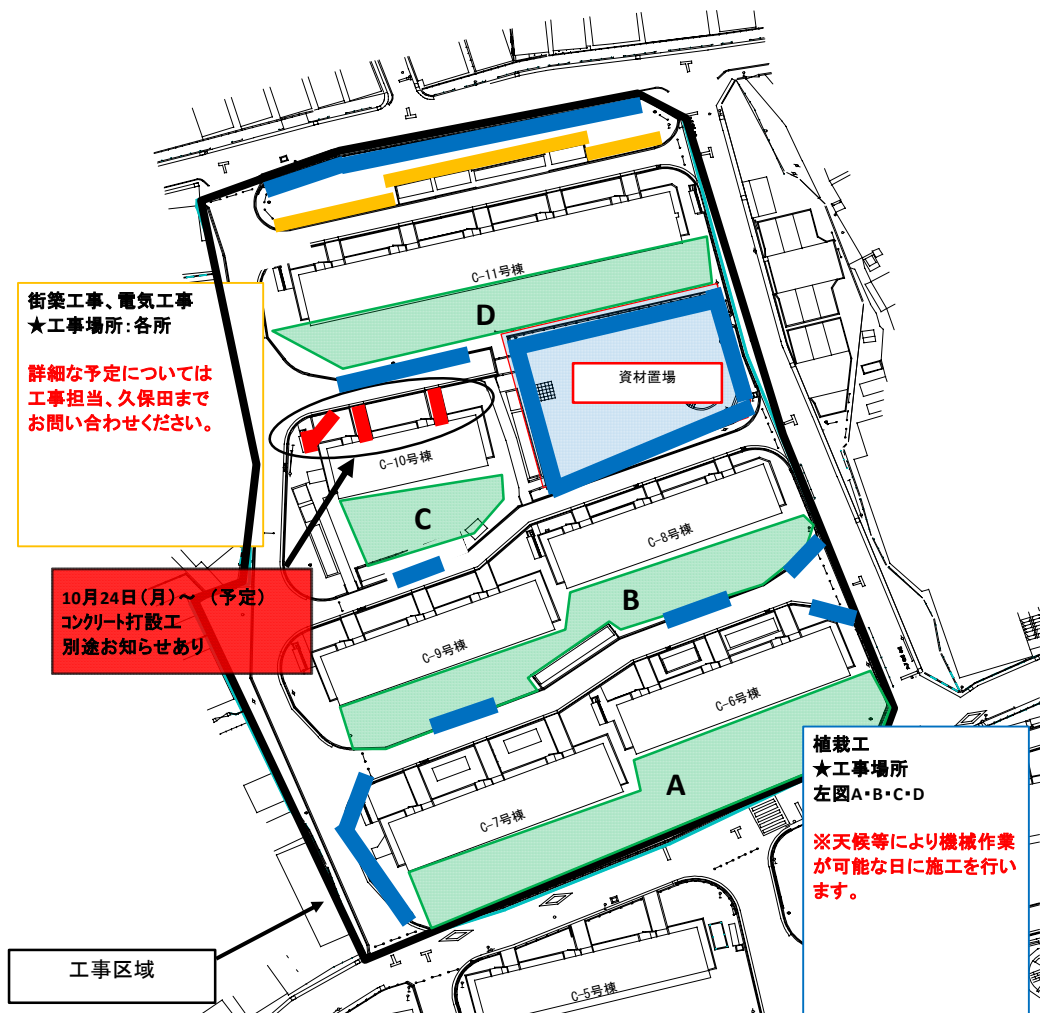 C-11号棟
D
街築工事、電気工事
★工事場所：各所
詳細な予定については
工事担当、久保田まで
お問い合わせください。
資材置場
C-10号棟
C
C-8号棟
10月24日（月）～ （予定）
コンクリート打設工
別途お知らせあり
B
C-9号棟
C-6号棟
植栽工
★工事場所
左図A・B・C・D
※天候等により機械作業
が可能な日に施工を行い
ます。
A
C-7号棟
工事区域
C-5号棟